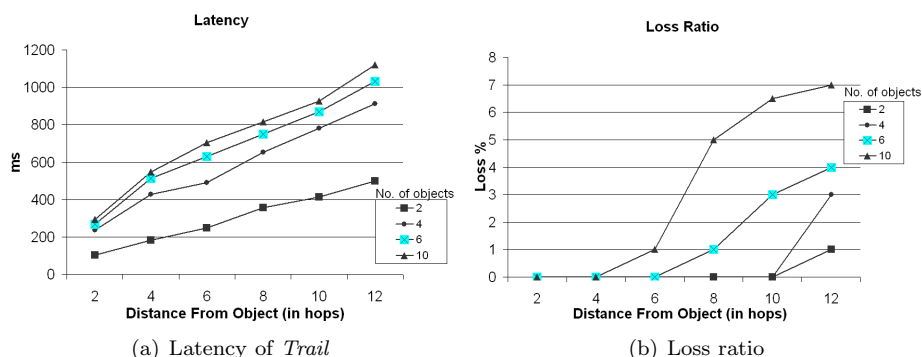 Latency
1200
1000
800
600
400
200
0
ms
2 4 6 8 10 12
Distance From Object (in hops)
No. of objects
2
4
6
10
(a) Latency of Trail
Loss Ratio
8
7
6
5
4
3
2
1
0
Loss %
2 4 6 8 10 12
Distance From Object (in hops)
No. of objects
2
4
6
10
(b) Loss ratio